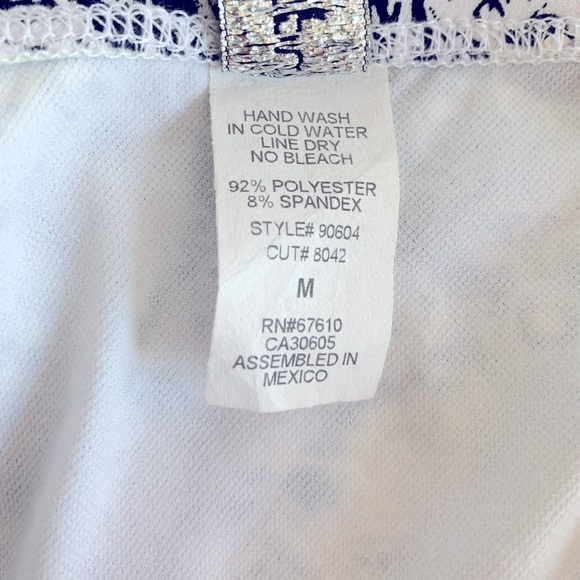 HAND WASH
IN COLD WATER
LINE DRY
NO BLEACH
92% POLYESTER
8% SPANDEX
STYLE# 90604
CUT# 8042
M
RN#67610
CA30605
ASSEMBLED IN
MEXICO